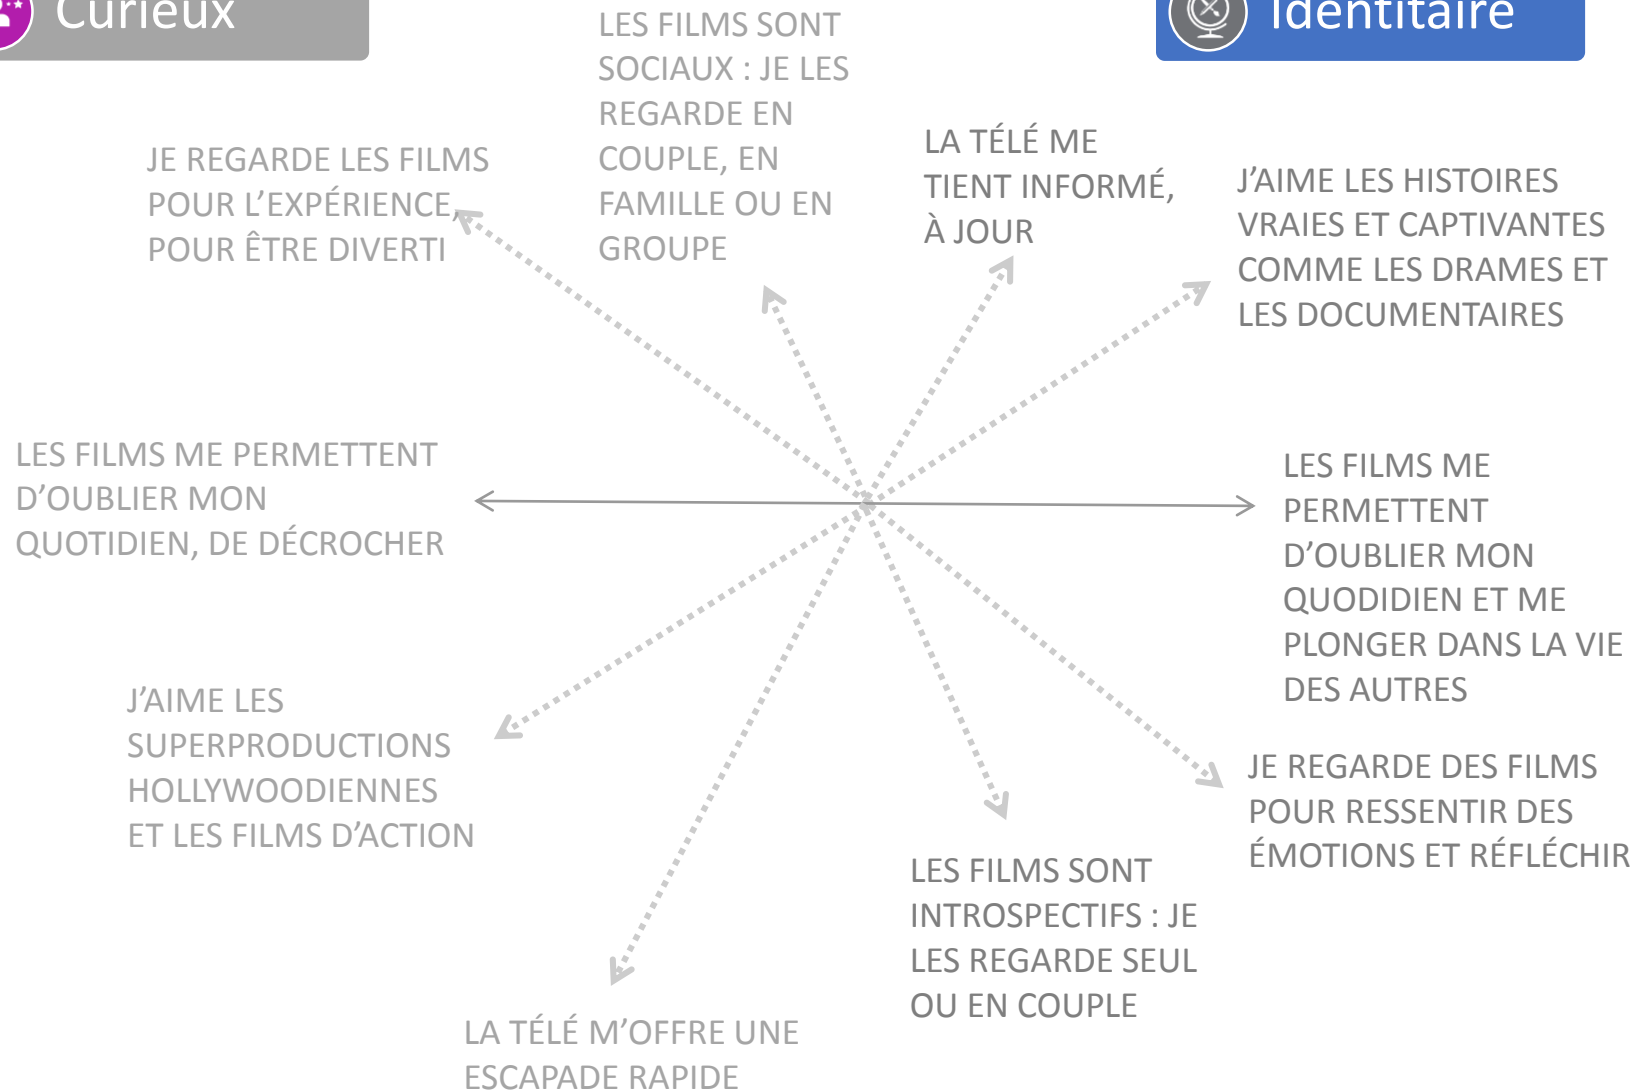 Curieux
Identitaire
LES FILMS SONT
SOCIAUX : JE LES
REGARDE EN
COUPLE, EN
FAMILLE OU EN
GROUPE
LA TÉLÉ ME
TIENT INFORMÉ,
À JOUR
JE REGARDE LES FILMS
POUR L’EXPÉRIENCE,
POUR ÊTRE DIVERTI
J’AIME LES HISTOIRES
VRAIES ET CAPTIVANTES
COMME LES DRAMES ET
LES DOCUMENTAIRES
LES FILMS ME PERMETTENT
D’OUBLIER MON
QUOTIDIEN, DE DÉCROCHER
LES FILMS ME
PERMETTENT
D’OUBLIER MON
QUODIDIEN ET ME
PLONGER DANS LA VIE
DES AUTRES
J’AIME LES
SUPERPRODUCTIONS
HOLLYWOODIENNES
ET LES FILMS D’ACTION
JE REGARDE DES FILMS
POUR RESSENTIR DES
ÉMOTIONS ET RÉFLÉCHIR
LES FILMS SONT
INTROSPECTIFS : JE
LES REGARDE SEUL
OU EN COUPLE
LA TÉLÉ M’OFFRE UNE
ESCAPADE RAPIDE